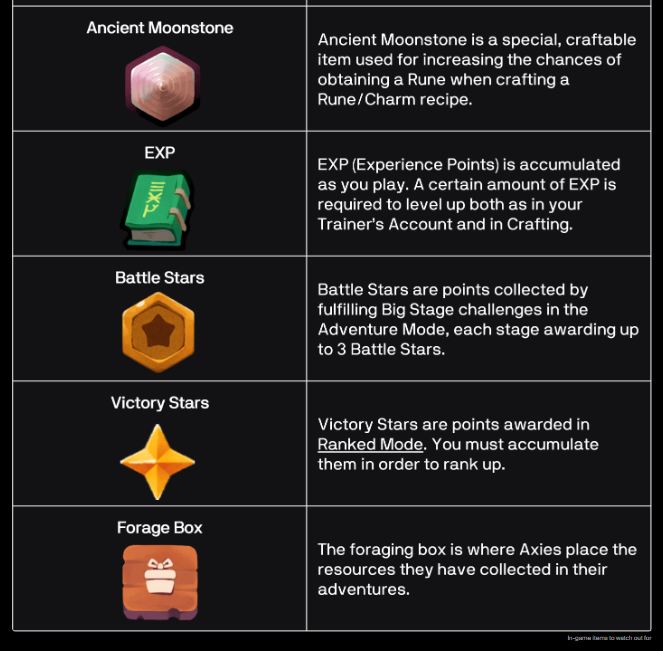 Ancient Moonstone
Ancient Moonstone is a special, craftable
item used for increasing the chances of
obtaining a Rune when crafting a
Rune/Charm recipe.
EXP
EXP (Experience Points) is accumulated
as you play. A certain amount of EXP is
required to level up both as in your
Trainer's Account and in Crafting.
Battle Stars
Battle Stars are points collected by
fulfilling Big Stage challenges in the
Adventure Mode, each stage awarding up
to 3 Battle Stars.
Victory Stars
Victory Stars are points awarded in
Ranked Mode. You must accumulate
them in order to rank up.
Forage Box
The foraging box is where Axies place the
resources they have collected in their
adventures.
In-game items to watch out for